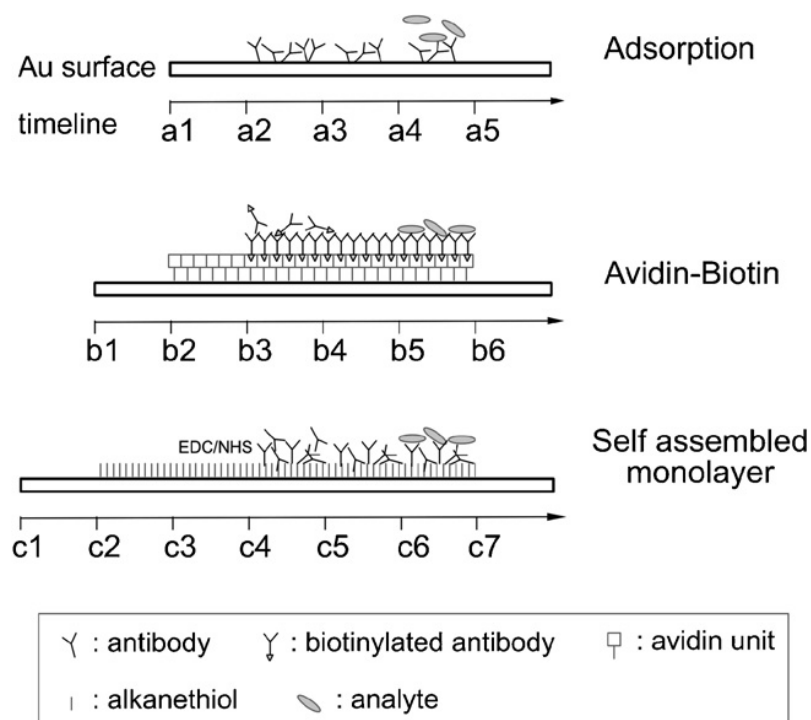 Adsorption
Au surface
timeline
a1 a2 a3 a4 a5
Avidin-Biotin
b1 b2 b3 b4 b5 b6
EDC/NHS
Self assembled
monolayer
c1 c2 c3 c4 c5 c6 c7
: antibody : biotinylated antibody : avidin unit
: alkanethiol : analyte